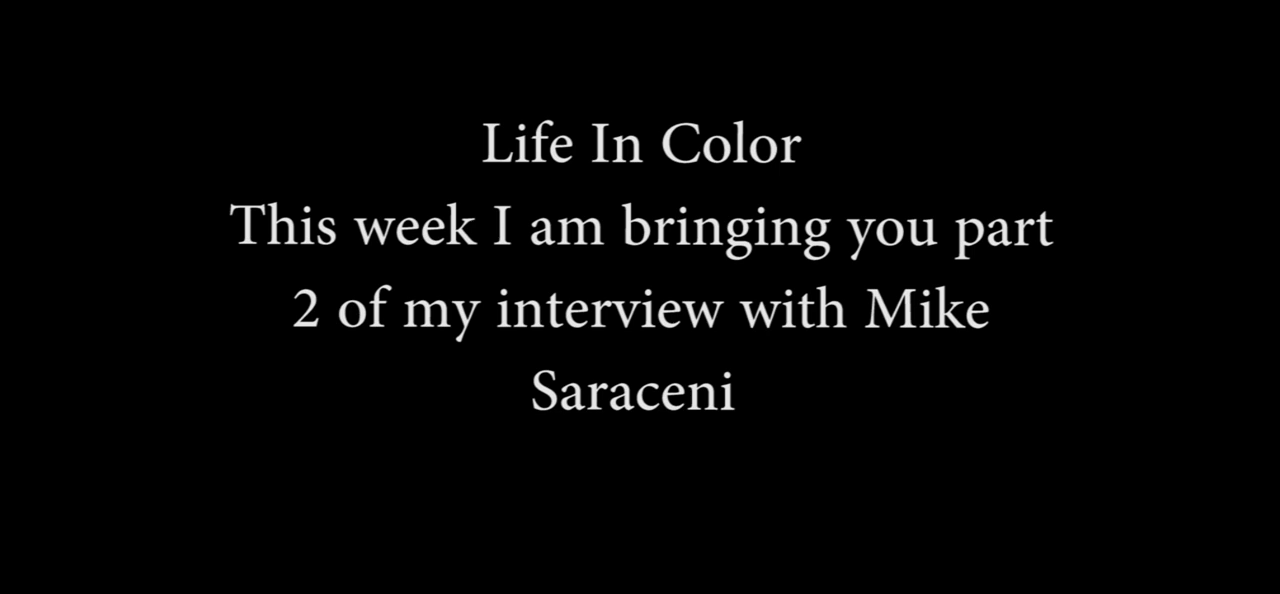 Life In Color
This week I am bringing you part
2 of my interview with Mike
Saraceni